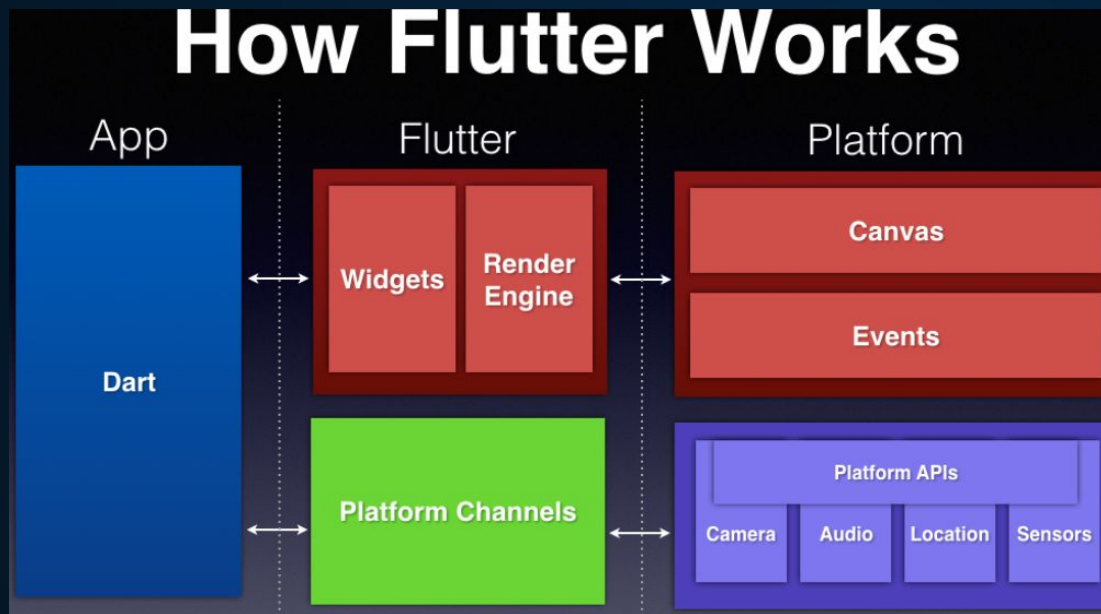 How Flutter Works
App
Flutter
Platform
Dart
Widgets
Render
Engine
Canvas
Events
Platform Channels
Platform APIs
Camera
Audio
Location
Sensors